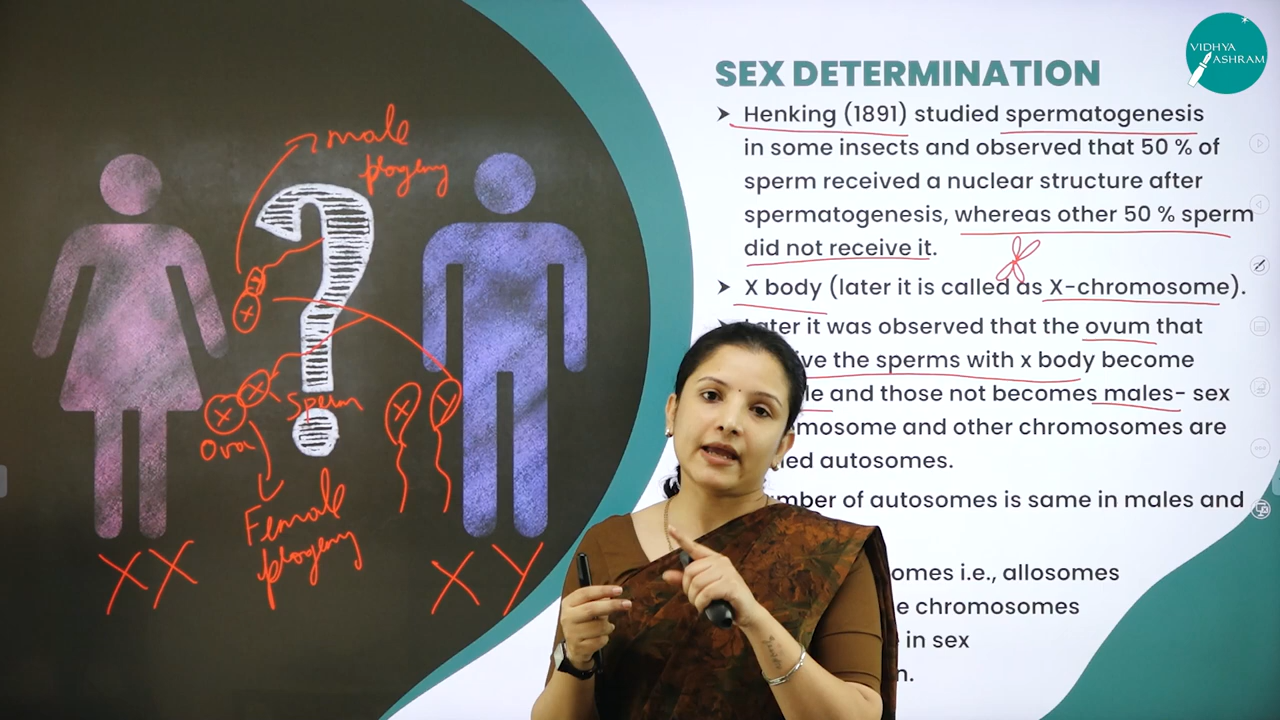 VIDHYA
ASHRAM
SEX DETERMINATION
Henking (1891) studied spermatogenesis
in some insects and observed that 50 % of
sperm received a nuclear structure after
spermatogenesis, whereas other 50 % sperm
did not receive it.
X body (later it is called as X-chromosome).
Later it was observed that the ovum that
the sperms with x body become
and those not becomes males- sex
and other chromosomes are
autosomes.
of autosomes is same in males and
i.e., allosomes
chromosomes
in sex
male
progeny
X
X
X
Sperm
Ova
X
Y
Female
progeny
XX
XY